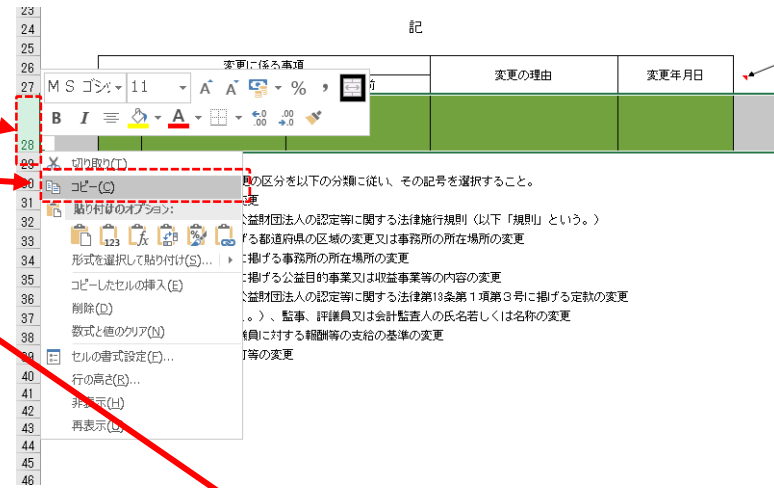 23
24 記
25
26 変更に係る事項
27 ＭＳ ゴシ 11 A A % , 変更の理由 変更年月日
B I A .00 .00
28
29 切り取り(T)
コピー(C) 更の区分を以下の分類に従い、その記号を選択すること。
31 貼り付けのオプション: 変更
32 公益財団法人の認定等に関する法律施行規則（以下「規則」という。）
33 げる都道府県の区域の変更又は事務所の所在場所の変更
34 形式を選択して貼り付け(S)... に掲げる事務所の所在場所の変更
35 コピーしたセルの挿入(E) に掲げる公益目的事業又は収益事業等の内容の変更
36 公益財団法人の認定等に関する法律第13条第１項第３号に掲げる定款の変更
37 削除(D) 。）、監事、評議員又は会計監査人の氏名若しくは名称の変更
38 数式と値のクリア(N) 議員に対する報酬等の支給の基準の変更
セルの書式設定(F)... 等の変更
40 行の高さ(R)...
41
42 非表示(H)
43 再表示(U)
44
45
46